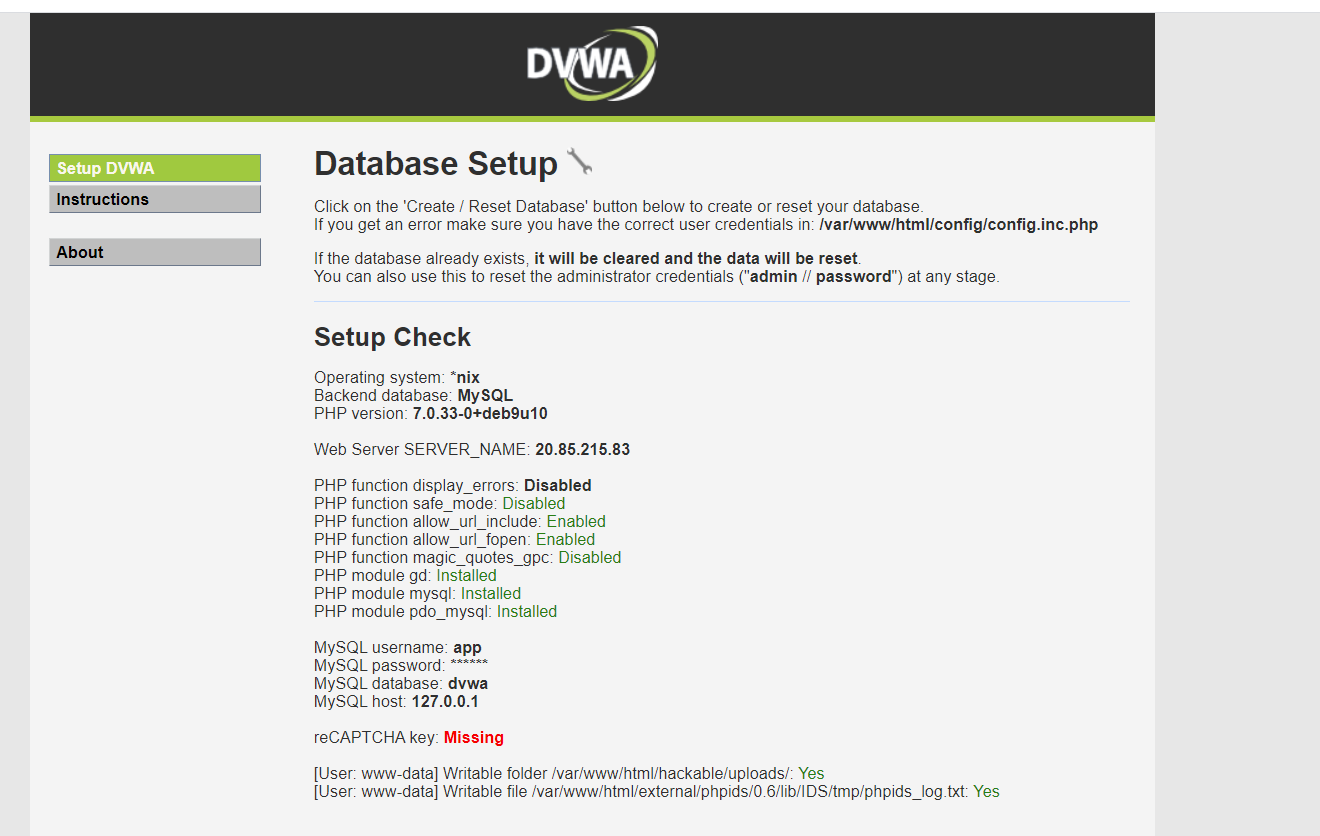 DVWA
Setup DVWA
Instructions
About
Database Setup
Click on the 'Create / Reset Database' button below to create or reset your database.
If you get an error make sure you have the correct user credentials in: /var/www/html/config/config.inc.php
If the database already exists, it will be cleared and the data will be reset.
You can also use this to reset the administrator credentials ("admin // password") at any stage.
Setup Check
Operating system: *nix
Backend database: MySQL
PHP version: 7.0.33-0+deb9u10
Web Server SERVER_NAME: 20.85.215.83
PHP function display_errors: Disabled
PHP function safe_mode: Disabled
PHP function allow_url_include: Enabled
PHP function allow_url_fopen: Enabled
PHP function magic_quotes_gpc: Disabled
PHP module gd: Installed
PHP module mysql: Installed
PHP module pdo_mysql: Installed
MySQL username: app
MySQL password: ******
MySQL database: dvwa
MySQL host: 127.0.0.1
reCAPTCHA key: Missing
[User: www-data] Writable folder /var/www/html/hackable/uploads/: Yes
[User: www-data] Writable file /var/www/html/external/phpids/0.6/lib/IDS/tmp/phpids_log.txt: Yes